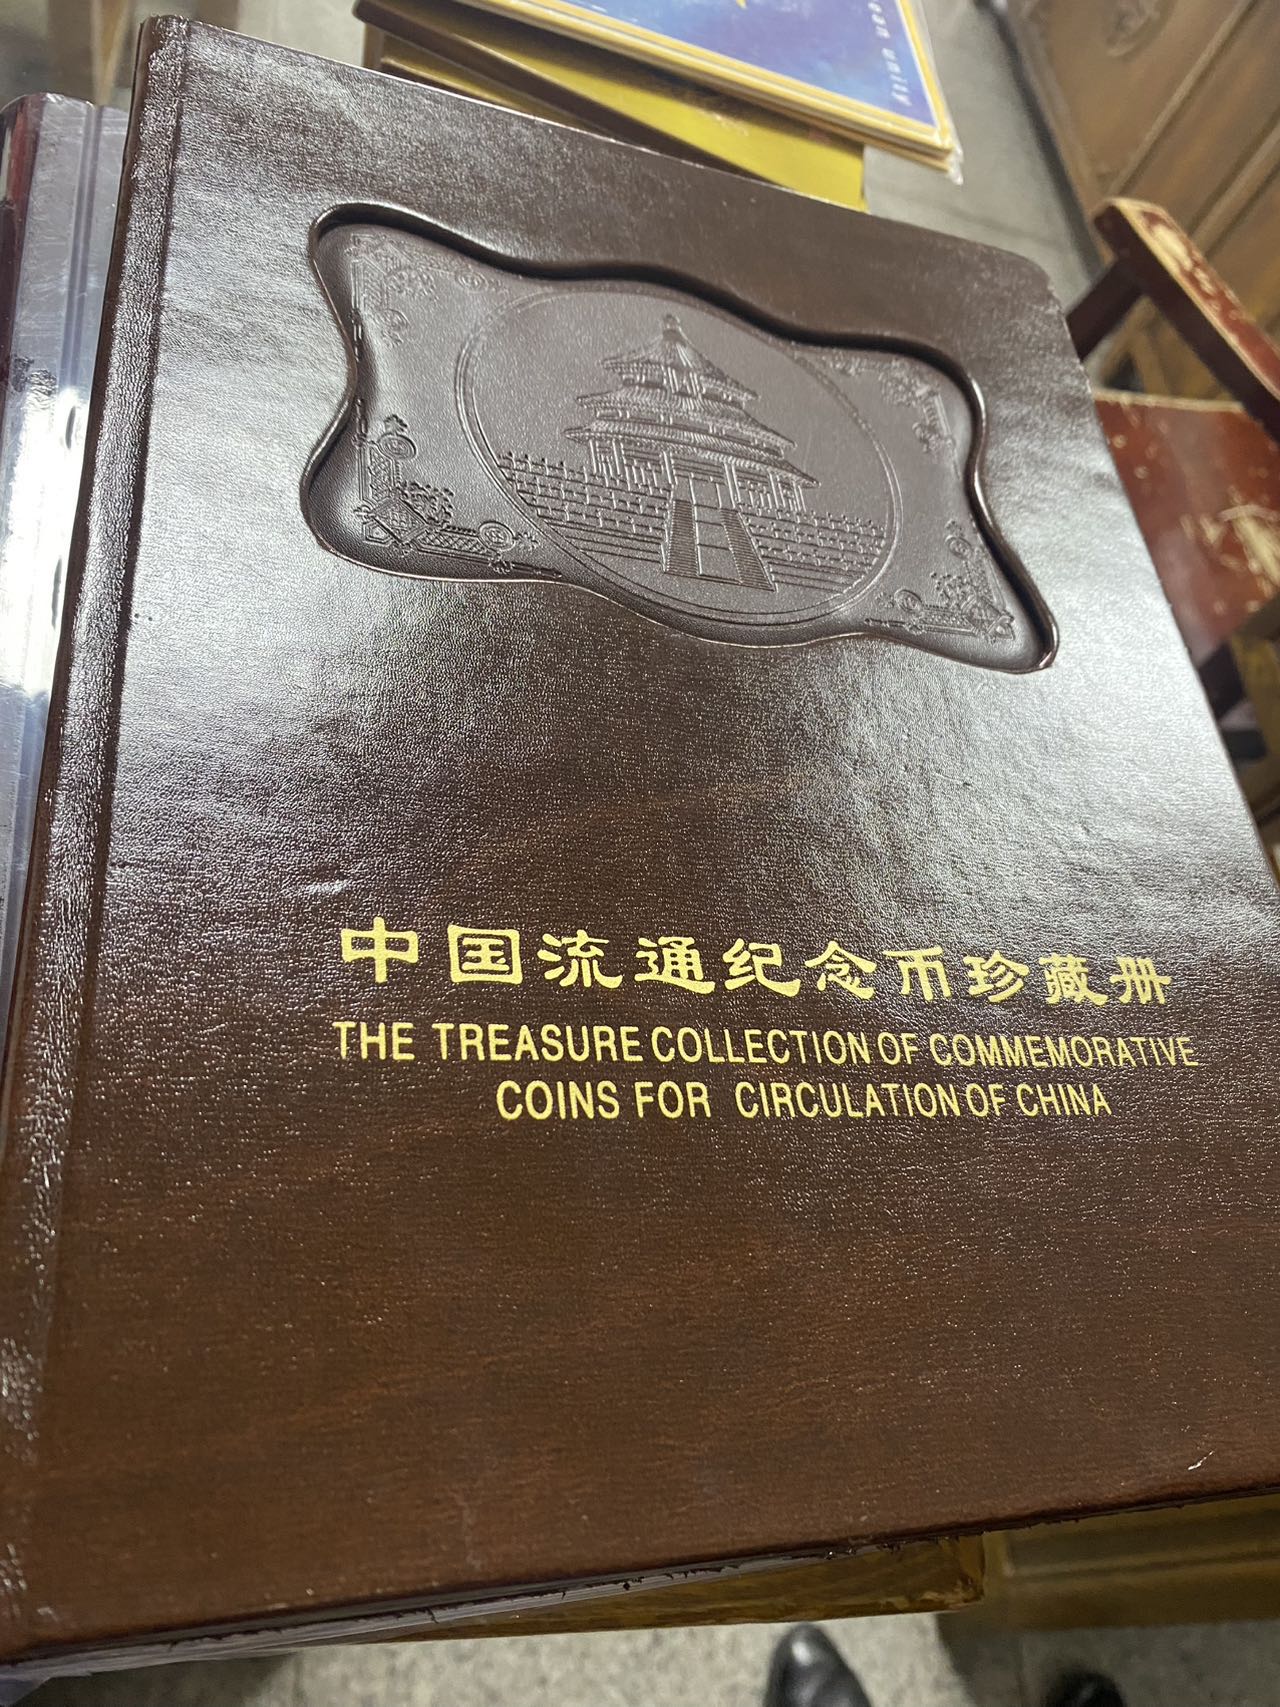 中国流通纪念币珍藏册
THE TREASURE COLLECTION OF COMMEMORATIVE
COINS FOR CIRCULATION OF CHINA